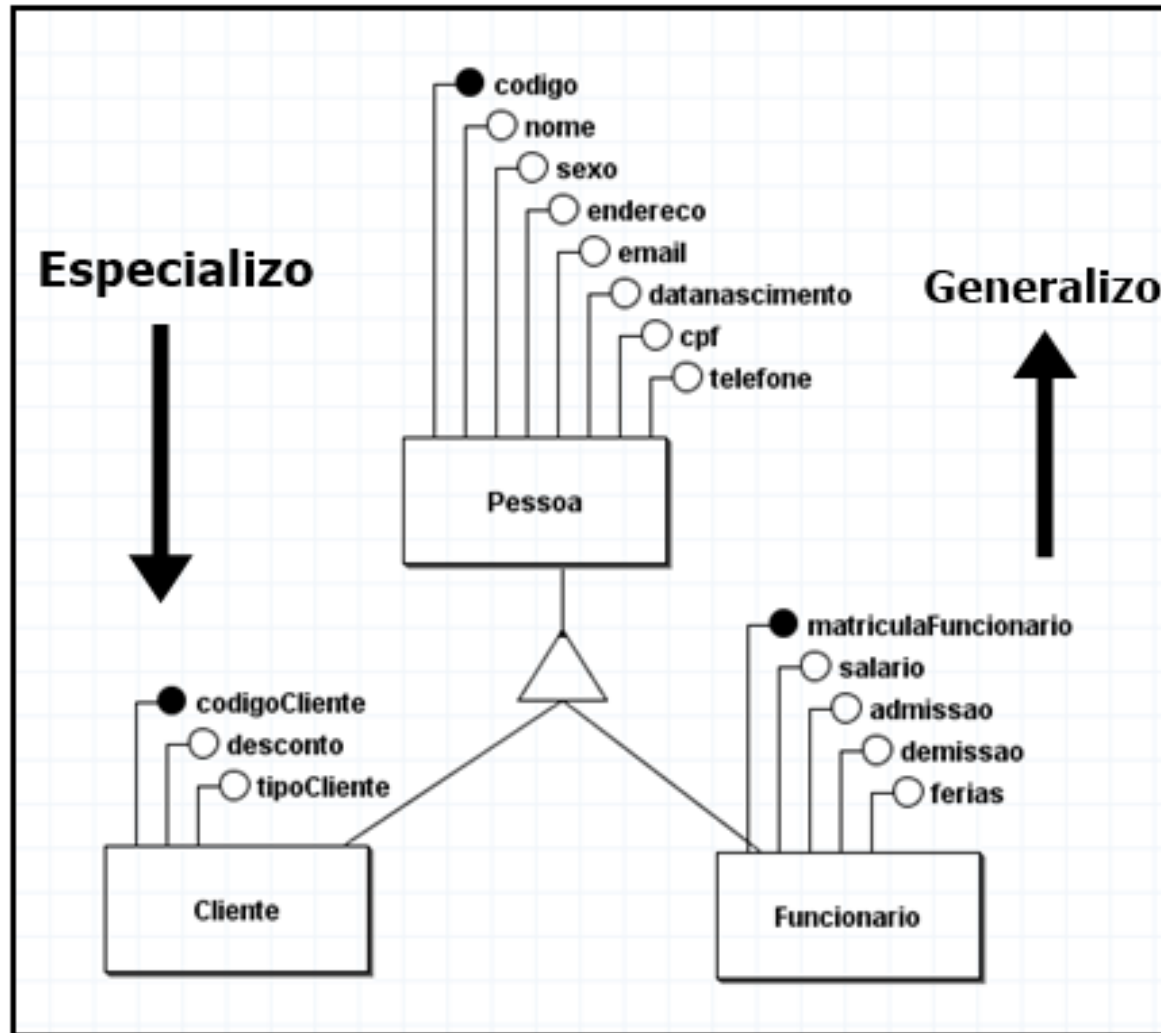 codigo
nome
sexo
endereco
email
datanascimento
cpf
telefone
Especializo
Generalizo
Pessoa
matriculaFuncionario
salario
admissao
demissao
ferias
codigoCliente
desconto
tipoCliente
Cliente
Funcionario